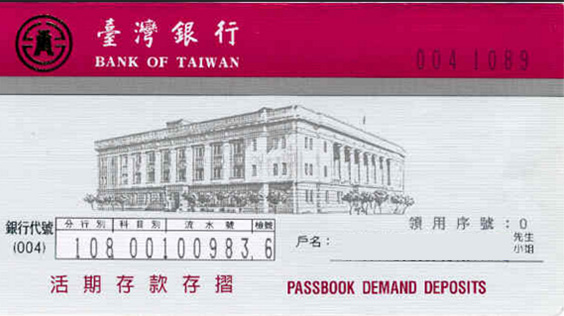 臺灣銀行
BANK OF TAIWAN
004 1089
領用序號：0
銀行代號
(004)
分行別 科目別 流水號 檢號
108 001 00983.6
戶名：
先生
小姐
活期存款存摺 PASSBOOK DEMAND DEPOSITS